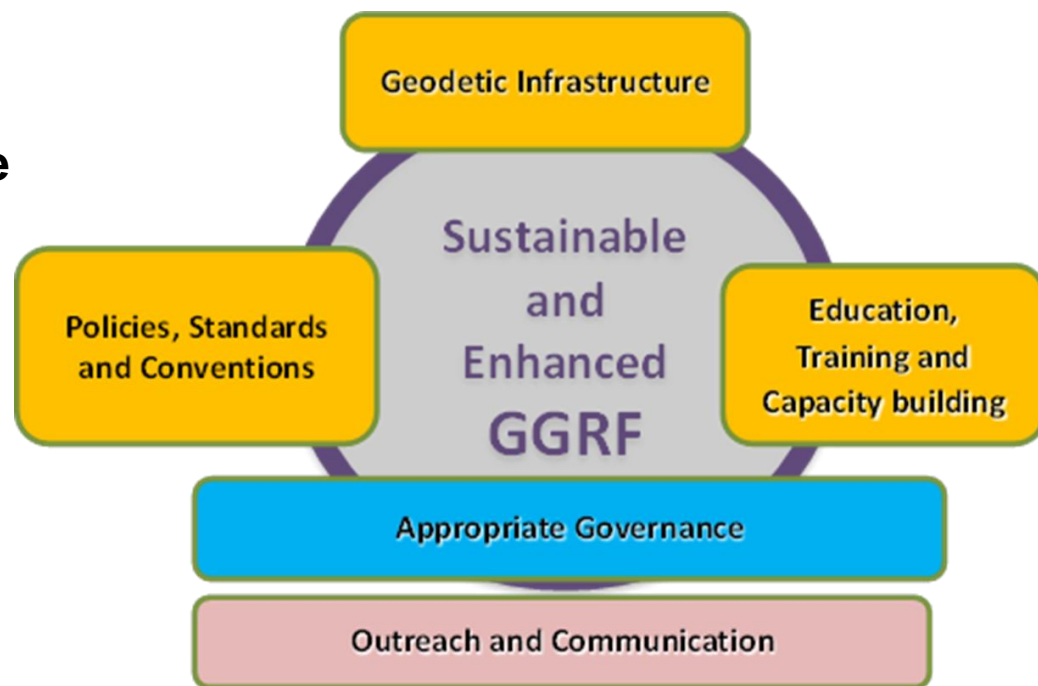 Geodetic Infrastructure
e
Sustainable
and
Enhanced
GGRF
Policies, Standards
and Conventions
Education,
Training and
Capacity building
Appropriate Governance
Outreach and Communication